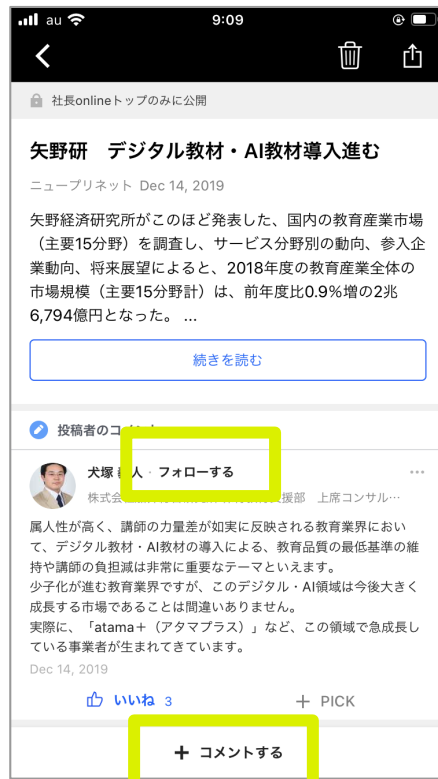 au 9:09
社長onlineトップのみに公開
矢野研 デジタル教材・AI教材導入進む
ニュープリネット Dec 14, 2019
矢野経済研究所がこのほど発表した、国内の教育産業市場
（主要15分野）を調査し、サービス分野別の動向、参入企
業動向、将来展望によると、2018年度の教育産業全体の
市場規模（主要15分野計）は、前年度比0.9%増の2兆
6,794億円となった。 ...
続きを読む
投稿者のコメント
犬塚 人・フォローする
株式会 援部 上席コンサル…
属人性が高く、講師の力量差が如実に反映される教育業界におい
て、デジタル教材・AI教材の導入による、教育品質の最低基準の維
持や講師の負担減は非常に重要なテーマといえます。
少子化が進む教育業界ですが、このデジタル・AI領域は今後大きく
成長する市場であることは間違いありません。
実際に、「atama＋（アタマプラス）」など、この領域で急成長し
ている事業者が生まれてきています。
Dec 14, 2019
いいね 3 ＋ PICK
＋ コメントする